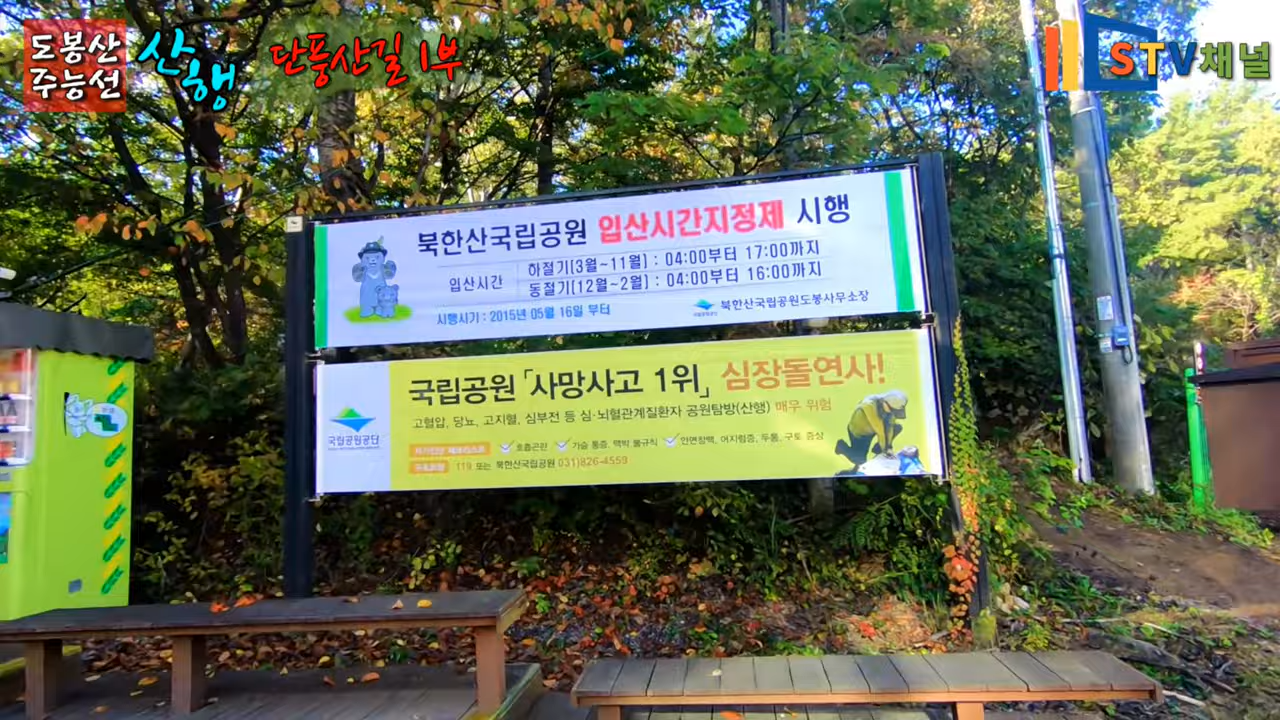 도봉산 산행 단풍산길 1부
주능선
STV채널
북한산국립공원 입산시간지정제 시행
입산시간
하절기(3월~11월) : 04:00부터 17:00까지
동절기(12월~2월) : 04:00부터 16:00까지
시행시기 : 2015년 05월 16일 부터
북한산국립공원도봉사무소장
국립공원 「사망사고 1위」 심장돌연사!
고혈압, 당뇨, 고지혈, 심부전 등 심·뇌혈관계질환자 공원탐방(산행) 매우 위험
국립공원공단
호흡곤란 가슴 통증, 맥박 불규칙 안면창백, 어지럼증, 두통, 구토 증상
119 또는 북한산국립공원 031)826-4559